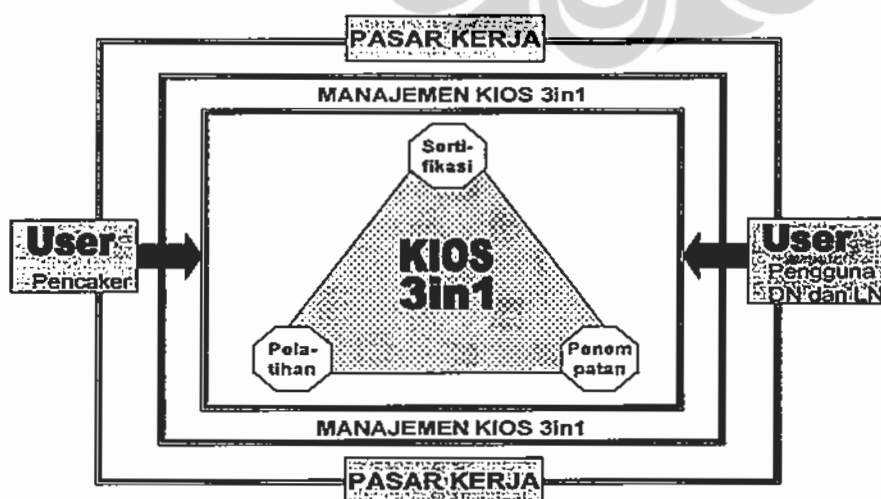 PASAR KERJA
MANAJEMEN KIOS 3in1
Serti-
fikasi
User
Pencaker
KIOS
3in1
User
Pengguna
DN dan LN
Pela-
tihan
Penem
patan
MANAJEMEN KIOS 3in1
PASAR KERJA